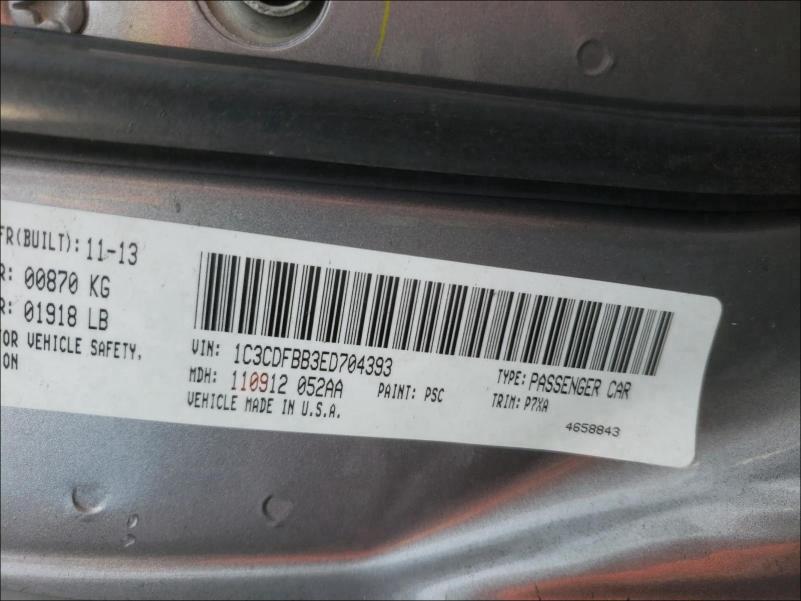 FR(BUILT): 11-13
R: 00870 KG
R: 01918 LB
TOR VEHICLE SAFETY,
ON
VIN: 1C3CDFBB3ED704393
MDH: 110912 052AA
PAINT: PSC
VEHICLE MADE IN U.S.A.
TYPE: PASSENGER CAR
TRIM: P7XA
4658843